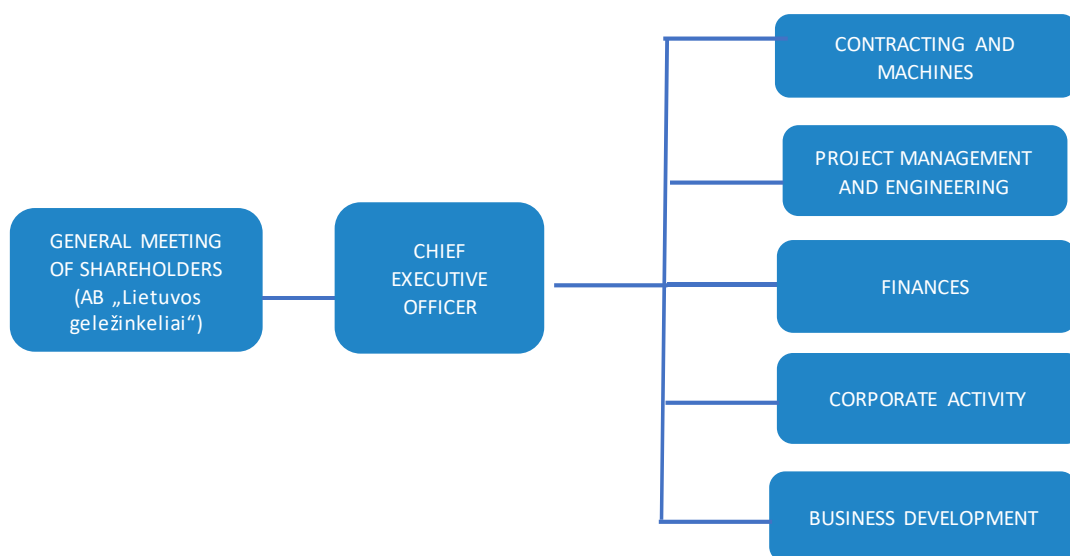 GENERAL MEETING
OF SHAREHOLDERS
(AB „Lietuvos
geležinkeliai“)
CHIEF
EXECUTIVE
OFFICER
CONTRACTING AND
MACHINES
PROJECT MANAGEMENT
AND ENGINEERING
FINANCES
CORPORATE ACTIVITY
BUSINESS DEVELOPMENT